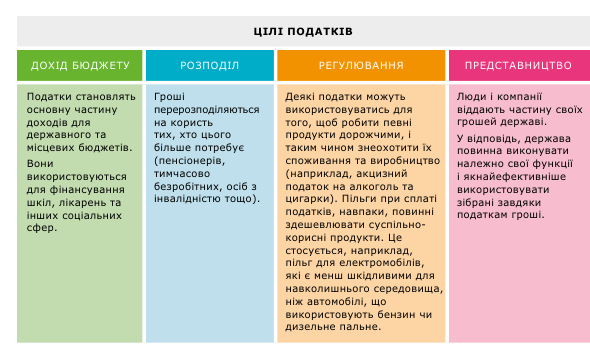 ЦІЛІ ПОДАТКІВ
ДОХІД БЮДЖЕТУ
Податки становлять
основну частину
доходів для
державного та
місцевих бюджетів.
Вони
використовуються
для фінансування
шкіл, лікарень та
інших соціальних
сфер.
РОЗПОДІЛ
Гроші
перерозподіляються
на користь
тих, хто цього
більше потребує
(пенсіонерів,
тимчасово
безробітних, осіб з
інвалідністю тощо).
РЕГУЛЮВАННЯ
Деякі податки можуть
використовуватись для
того, щоб робити певні
продукти дорожчими, і
таким чином знеохотити їх
споживання та виробництво
(наприклад, акцизний
податок на алкоголь та
цигарки). Пільги при сплаті
податків, навпаки, повинні
здешевлювати суспільно-
корисні продукти. Це
стосується, наприклад,
пільг для електромобілів,
які є менш шкідливими для
навколишнього середовища,
ніж автомобілі, що
використовують бензин чи
дизельне пальне.
ПРЕДСТАВНИЦТВО
Люди і компанії
віддають частину своїх
грошей державі.
У відповідь, держава
повинна виконувати
належно свої функції
і якнайефективніше
використовувати
зібрані завдяки
податкам гроші.